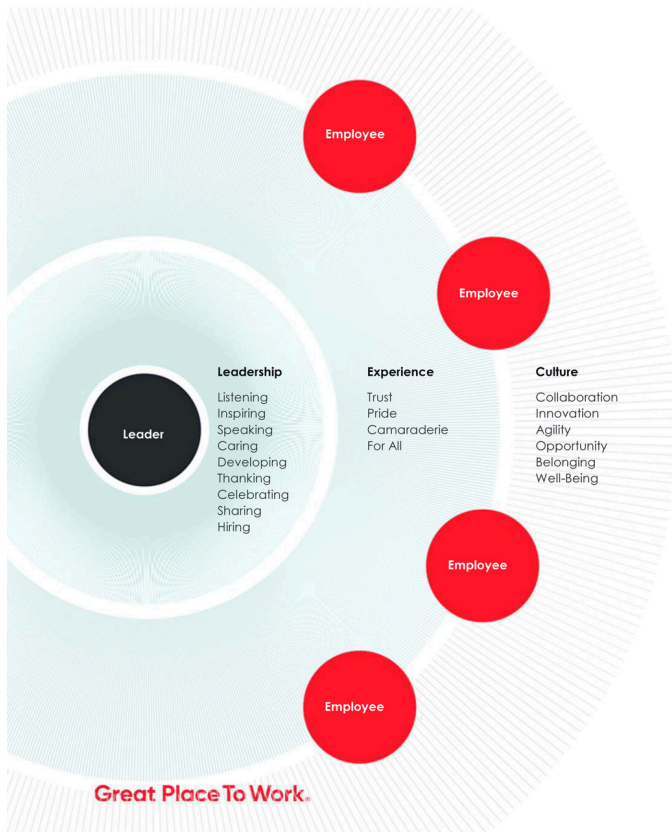 Employee
Employee
Leader
Leadership
Listening
Inspiring
Speaking
Caring
Developing
Thanking
Celebrating
Sharing
Hiring
Experience
Trust
Pride
Camaraderie
For All
Culture
Collaboration
Innovation
Agility
Opportunity
Belonging
Well-Being
Employee
Employee
Great Place To Work.